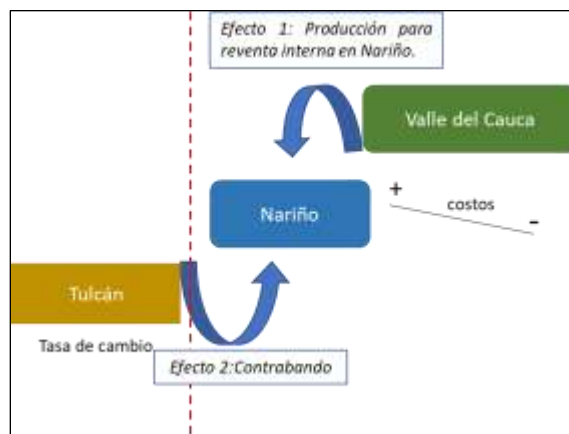 Efecto 1: Producción para
reventa interna en Nariño.
Valle del Cauca
+
costos
-
Nariño
Tulcán
Tasa de cambio
Efecto 2:Contrabando